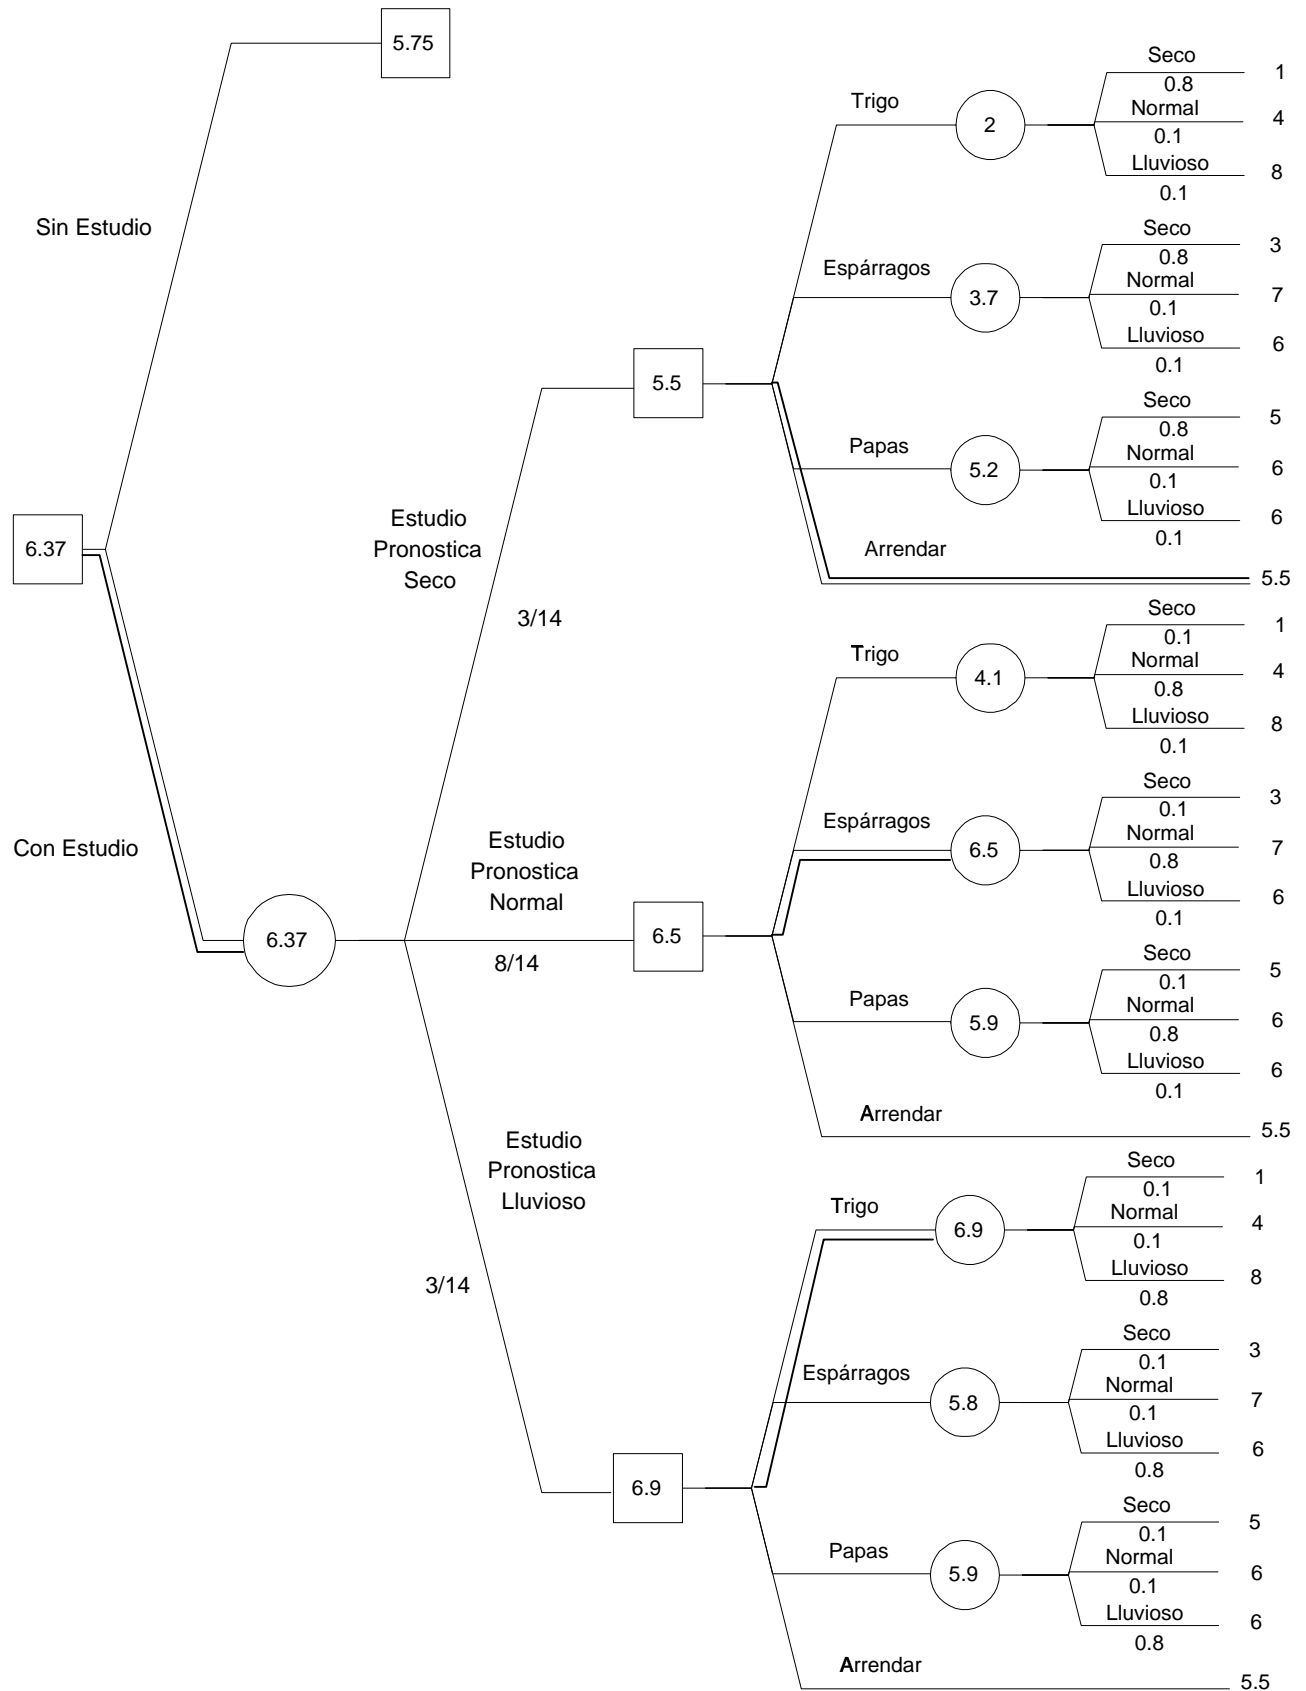 5.75
Sin Estudio
6.37
Con Estudio
6.37
Estudio
Pronostica
Seco
3/14
5.5
Trigo
2
Seco
1
0.8
Normal
4
0.1
Lluvioso
8
0.1
Espárragos
3.7
Seco
3
0.8
Normal
7
0.1
Lluvioso
6
0.1
Papas
5.2
Seco
5
0.8
Normal
6
0.1
Lluvioso
6
0.1
Arrendar
5.5
Estudio
Pronostica
Normal
8/14
6.5
Trigo
4.1
Seco
1
0.1
Normal
4
0.8
Lluvioso
8
0.1
Espárragos
6.5
Seco
3
0.1
Normal
7
0.8
Lluvioso
6
0.1
Papas
5.9
Seco
5
0.1
Normal
6
0.8
Lluvioso
6
0.1
Arrendar
5.5
Estudio
Pronostica
Lluvioso
3/14
6.9
Trigo
6.9
Seco
1
0.1
Normal
4
0.1
Lluvioso
8
0.8
Espárragos
5.8
Seco
3
0.1
Normal
7
0.1
Lluvioso
6
0.8
Papas
5.9
Seco
5
0.1
Normal
6
0.1
Lluvioso
6
0.8
Arrendar
5.5